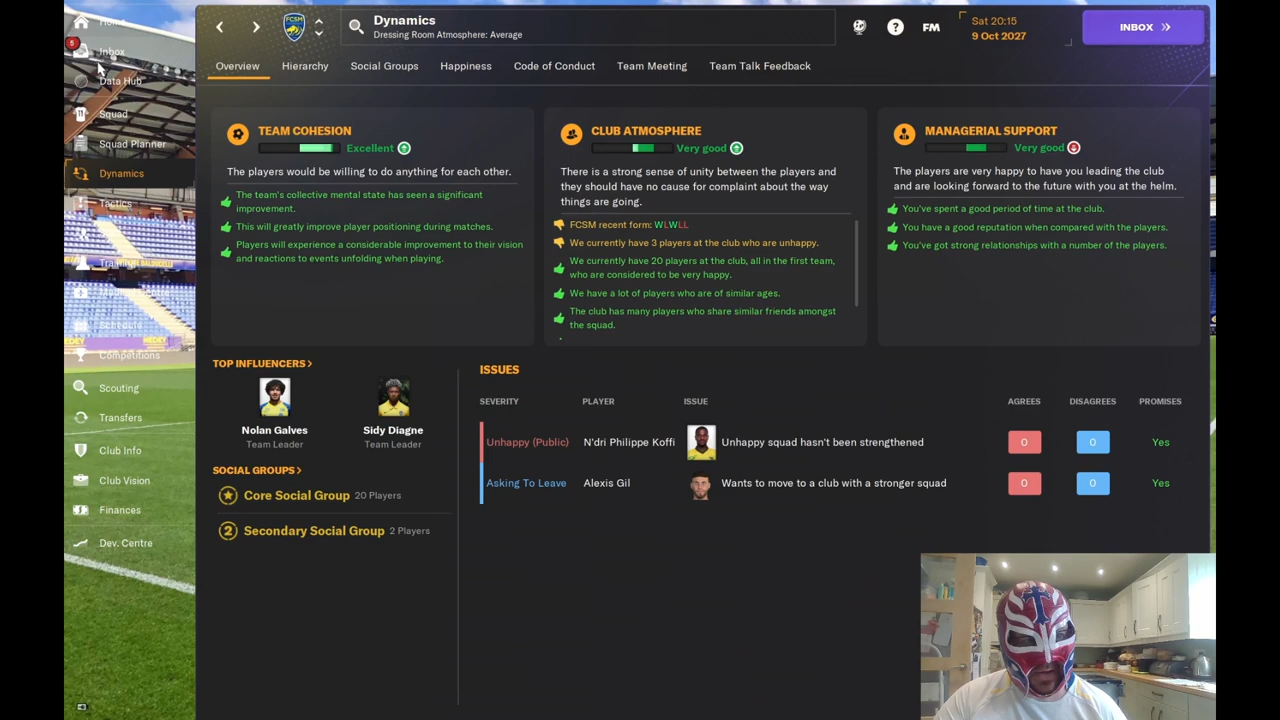 Home
Inbox
5
Data Hub
Squad
Squad Planner
Dynamics
Tactics
Schedule
Competitions
Scouting
Transfers
Club Info
Club Vision
Finances
Dev. Centre
FCSM
Dynamics
Dressing Room Atmosphere: Average
?
FM
Sat 20:15
9 Oct 2027
INBOX
Overview
Hierarchy
Social Groups
Happiness
Code of Conduct
Team Meeting
Team Talk Feedback
TEAM COHESION
Excellent
The players would be willing to do anything for each other.
The team's collective mental state has seen a significant
improvement.
This will greatly improve player positioning during matches.
Players will experience a considerable improvement to their vision
and reactions to events unfolding when playing.
CLUB ATMOSPHERE
Very good
There is a strong sense of unity between the players and
they should have no cause for complaint about the way
things are going.
FCSM recent form: WLWLL
We currently have 3 players at the club who are unhappy.
We currently have 20 players at the club, all in the first team,
who are considered to be very happy.
We have a lot of players who are of similar ages.
The club has many players who share similar friends amongst
the squad.
MANAGERIAL SUPPORT
Very good
The players are very happy to have you leading the club
and are looking forward to the future with you at the helm.
You've spent a good period of time at the club.
You have a good reputation when compared with the players.
You've got strong relationships with a number of the players.
TOP INFLUENCERS >
Nolan Galves
Team Leader
Sidy Diagne
Team Leader
SOCIAL GROUPS >
Core Social Group 20 Players
2 Secondary Social Group 2 Players
ISSUES
SEVERITY PLAYER ISSUE AGREES DISAGREES PROMISES
Unhappy (Public) N'dri Philippe Koffi Unhappy squad hasn't been strengthened 0 0 Yes
Asking To Leave Alexis Gil Wants to move to a club with a stronger squad 0 0 Yes